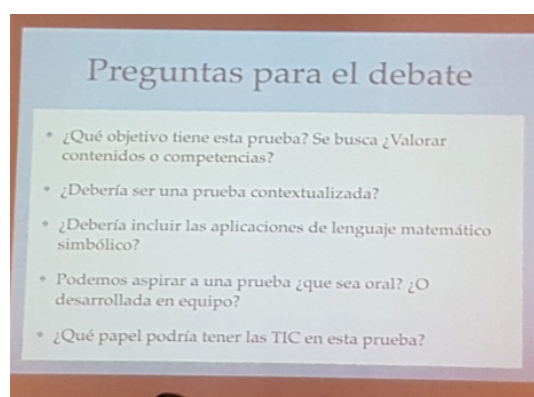 Preguntas para el debate
* ¿Qué objetivo tiene esta prueba? Se busca ¿Valorar
contenidos o competencias?
* ¿Debería ser una prueba contextualizada?
* ¿Debería incluir las aplicaciones de lenguaje matemático
simbólico?
* Podemos aspirar a una prueba ¿que sea oral? ¿O
desarrollada en equipo?
* ¿Qué papel podría tener las TIC en esta prueba?